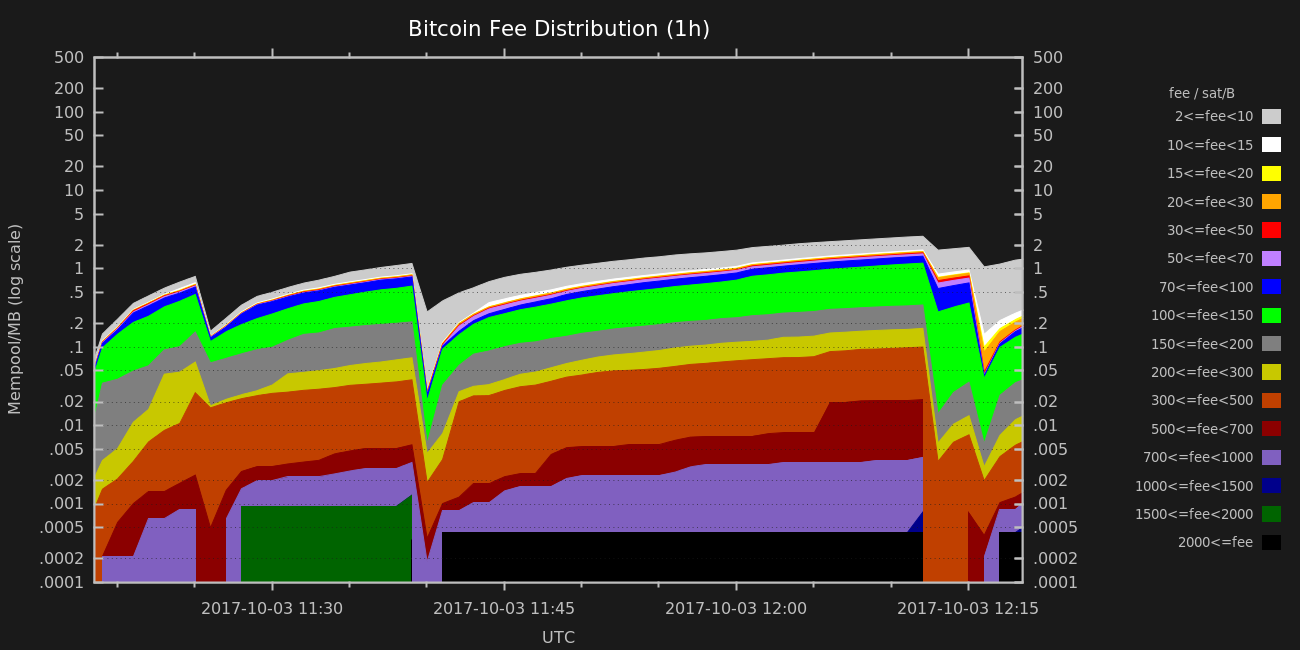 Bitcoin Fee Distribution (1h)
Mempool/MB (log scale)
500
200
100
50
20
10
5
2
1
.5
.2
.1
.05
.02
.01
.005
.002
.001
.0005
.0002
.0001
500
200
100
50
20
10
5
2
1
.5
.2
.1
.05
.02
.01
.005
.002
.001
.0005
.0002
.0001
fee / sat/B
2<=fee<10
10<=fee<15
15<=fee<20
20<=fee<30
30<=fee<50
50<=fee<70
70<=fee<100
100<=fee<150
150<=fee<200
200<=fee<300
300<=fee<500
500<=fee<700
700<=fee<1000
1000<=fee<1500
1500<=fee<2000
2000<=fee
2017-10-03 11:30 2017-10-03 11:45 2017-10-03 12:00 2017-10-03 12:15
UTC